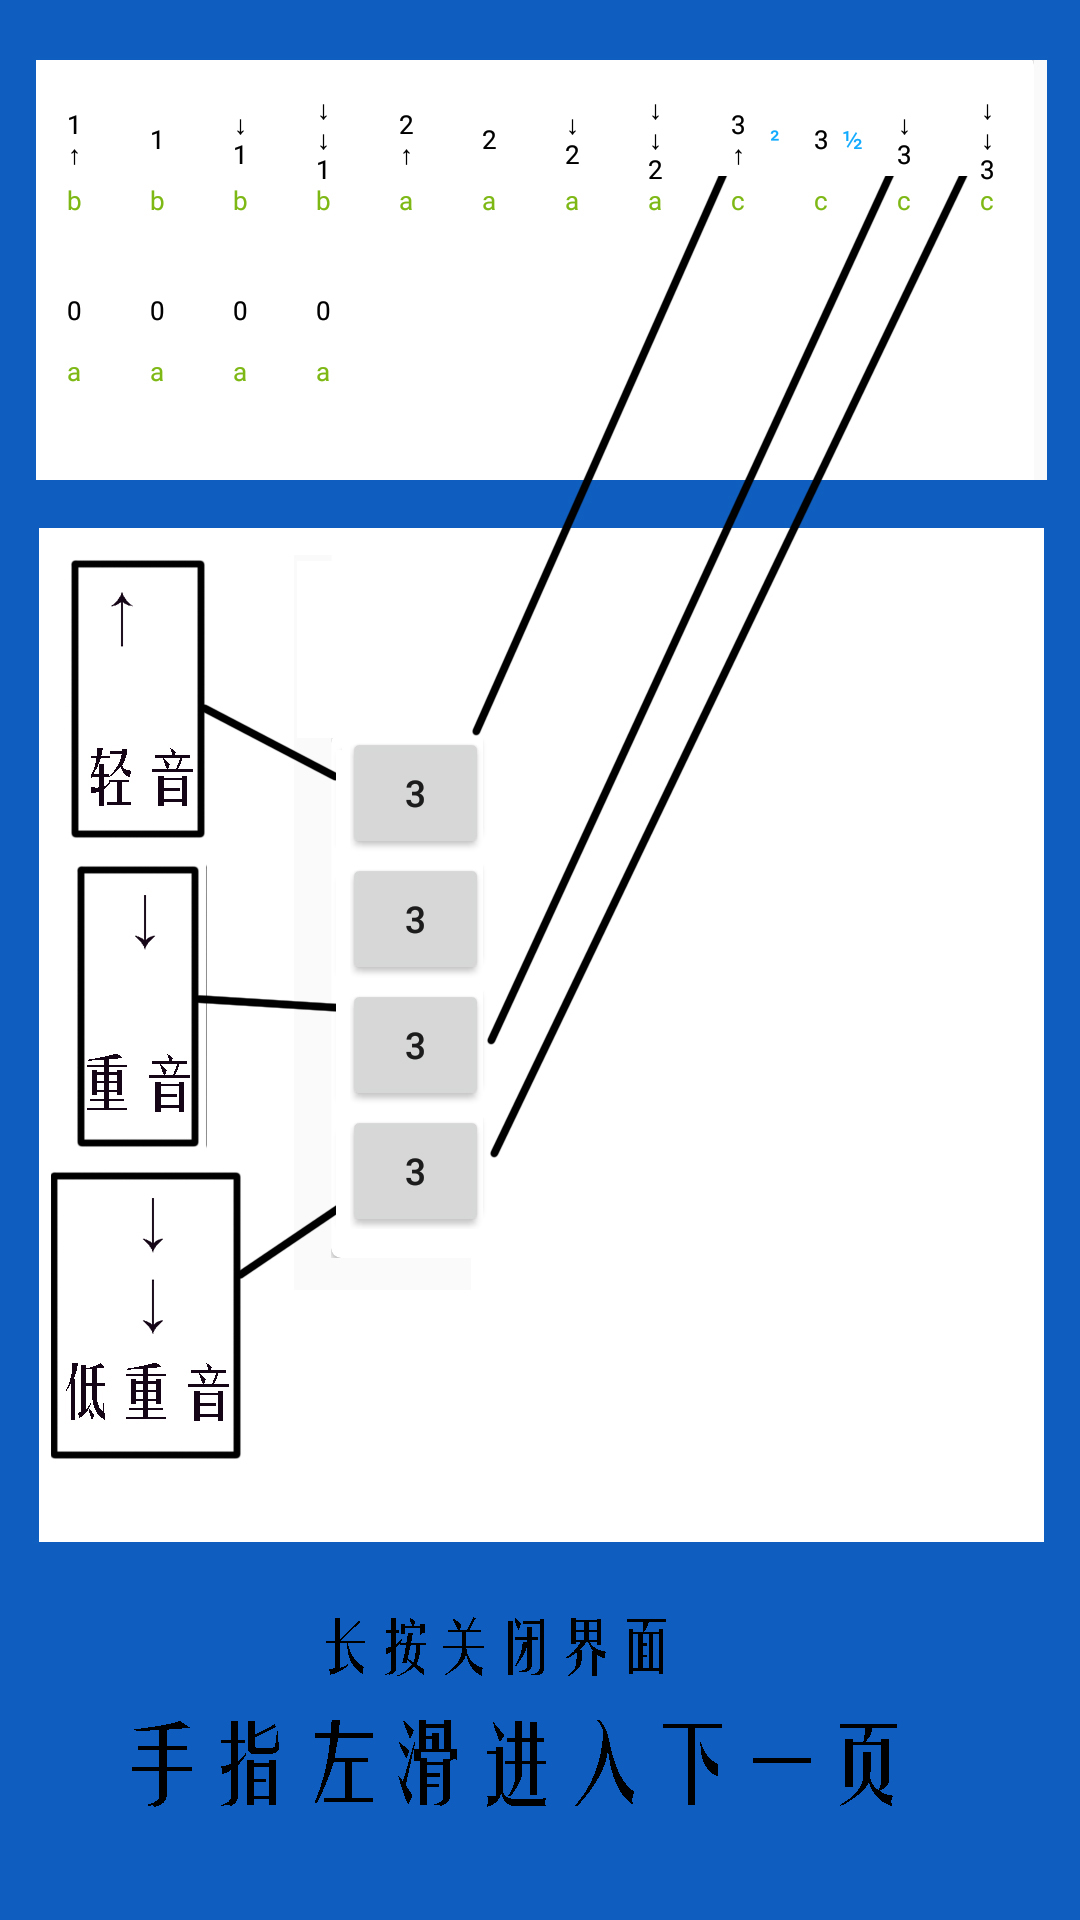 1 ↓ ↓ 2 ↓ ↓ 3 ² 3 ½ ↓ ↓
↑ 1 1 ↓ ↑ 2 2 ↓ ↑ 3 ↓
1 2 3
b b b b a a a a c c c c
0 0 0 0
a a a a
↑
轻音
3
3
↓
重音
3
3
↓
↓
低重音
长按关闭界面
手指左滑进入下一页